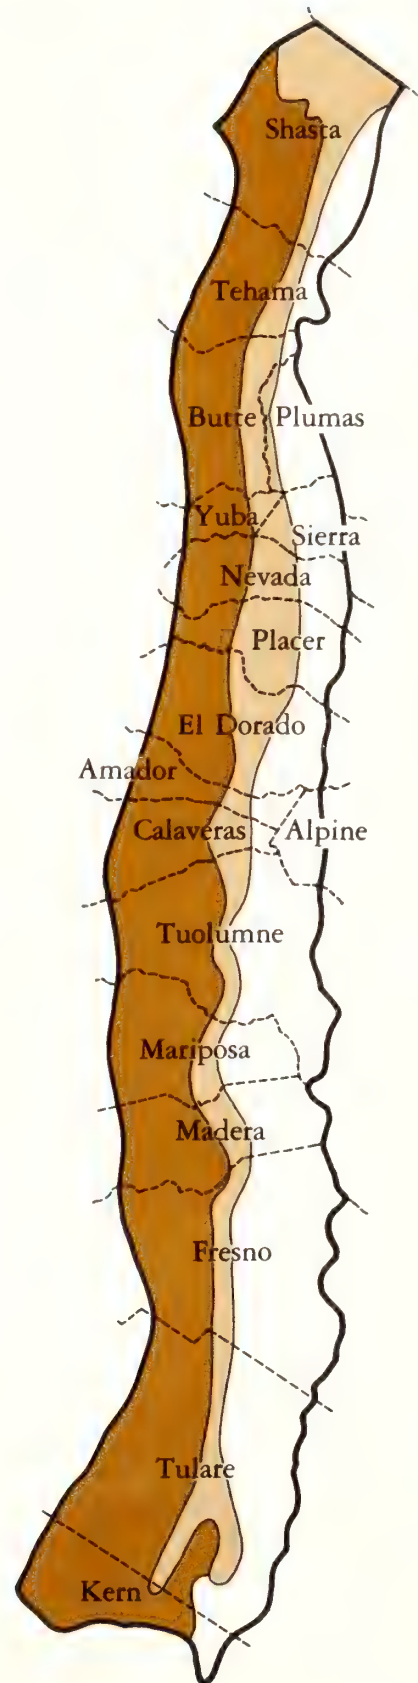 Shasta
Tehama
Butte
Plumas
Yuba
Sierra
Nevada
Placer
El Dorado
Amador
Calaveras
Alpine
Tuolumne
Mariposa
Madera
Fresno
Tulare
Kern